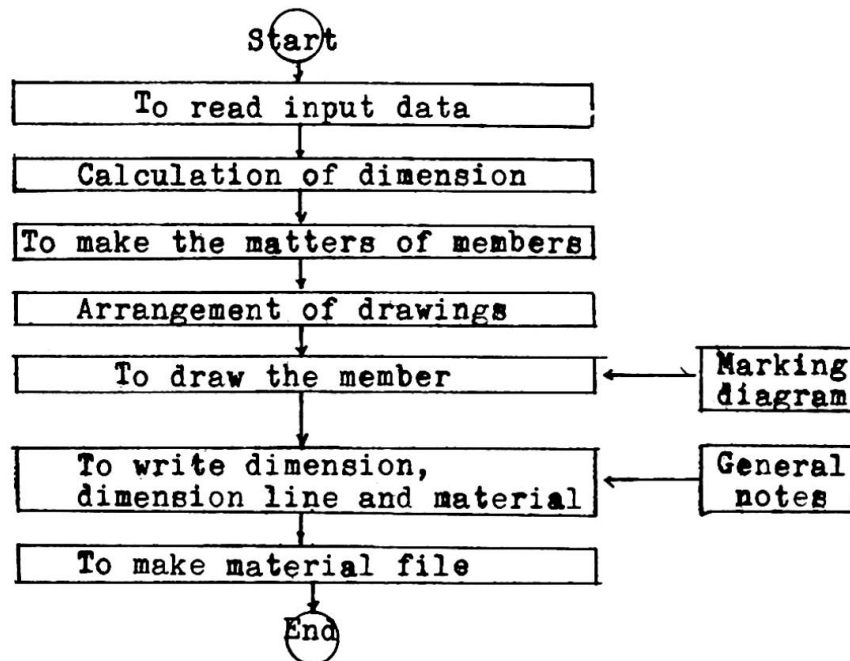 Start
To read input data
Calculation of dimension
To make the matters of members
Arrangement of drawings
To draw the member
Marking
diagram
To write dimension,
dimension line and material
General
notes
To make material file
End